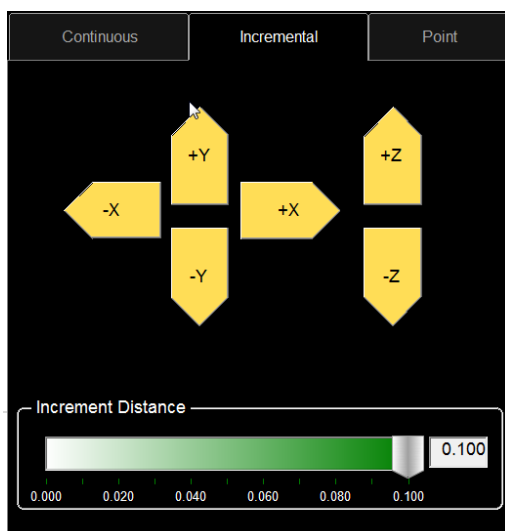 Continuous Incremental Point
+Y +Z
-X +X
-Y -Z
Increment Distance
0.100
0.000 0.020 0.040 0.060 0.080 0.100